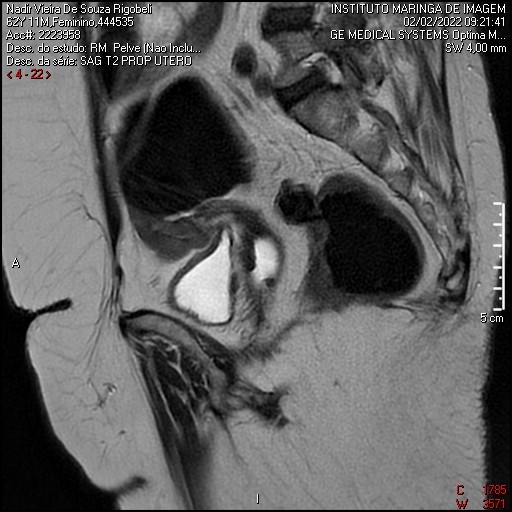 Nadir Vieira De Souza Rigobeli
62Y 11M,Feminino,444535
Acc#: 2223958
Desc. do estudo: RM Pelve (Nao Inclu...
Desc. da série: SAG T2 PROP UTERO
< 4 - 22 >
INSTITUTO MARINGA DE IMAGEM
02/02/2022 09:21:41
GE MEDICAL SYSTEMS Optima M...
SW 4,00 mm
A
5 cm
I
C 1785
W 3571